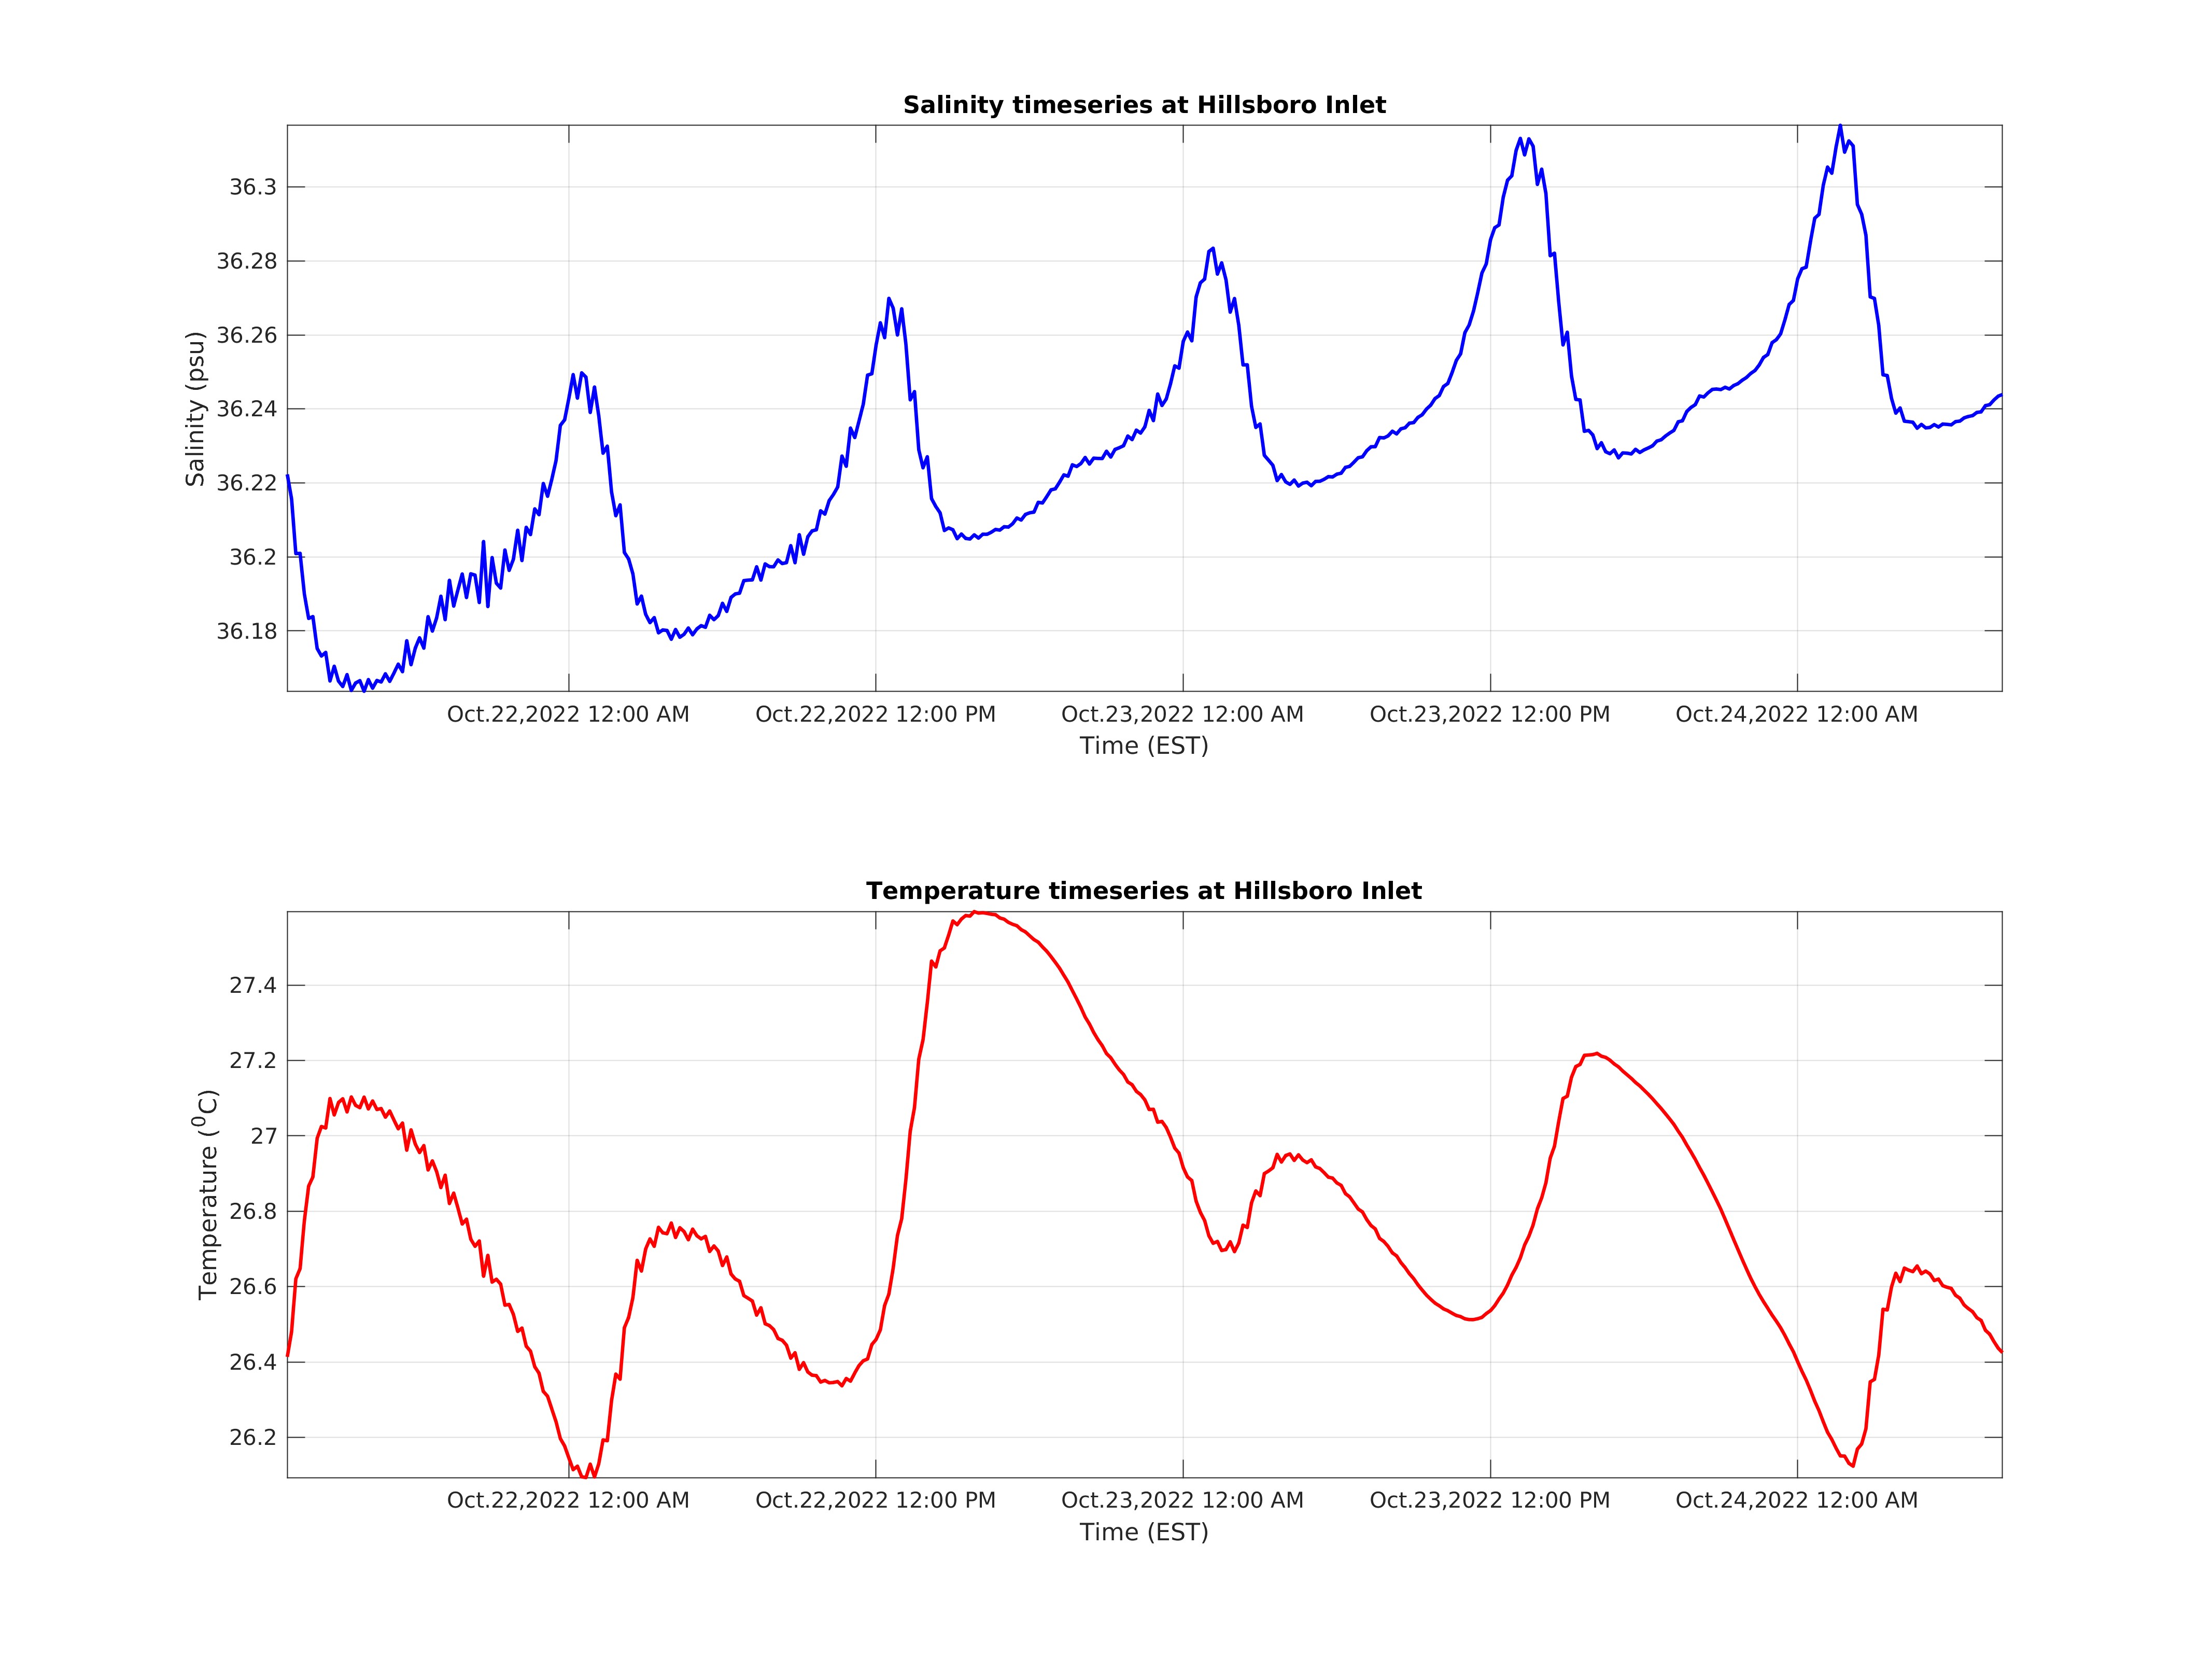 Salinity timeseries at Hillsboro Inlet
Salinity (psu)
36.3
36.28
36.26
36.24
36.22
36.2
36.18
Oct.22,2022 12:00 AM Oct.22,2022 12:00 PM Oct.23,2022 12:00 AM Oct.23,2022 12:00 PM Oct.24,2022 12:00 AM
Time (EST)
Temperature timeseries at Hillsboro Inlet
Temperature (⁰C)
27.4
27.2
27
26.8
26.6
26.4
26.2
Oct.22,2022 12:00 AM Oct.22,2022 12:00 PM Oct.23,2022 12:00 AM Oct.23,2022 12:00 PM Oct.24,2022 12:00 AM
Time (EST)